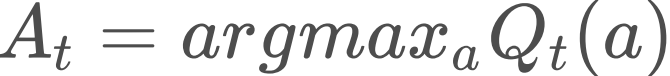 A_t = argmax_a Q_t(a)